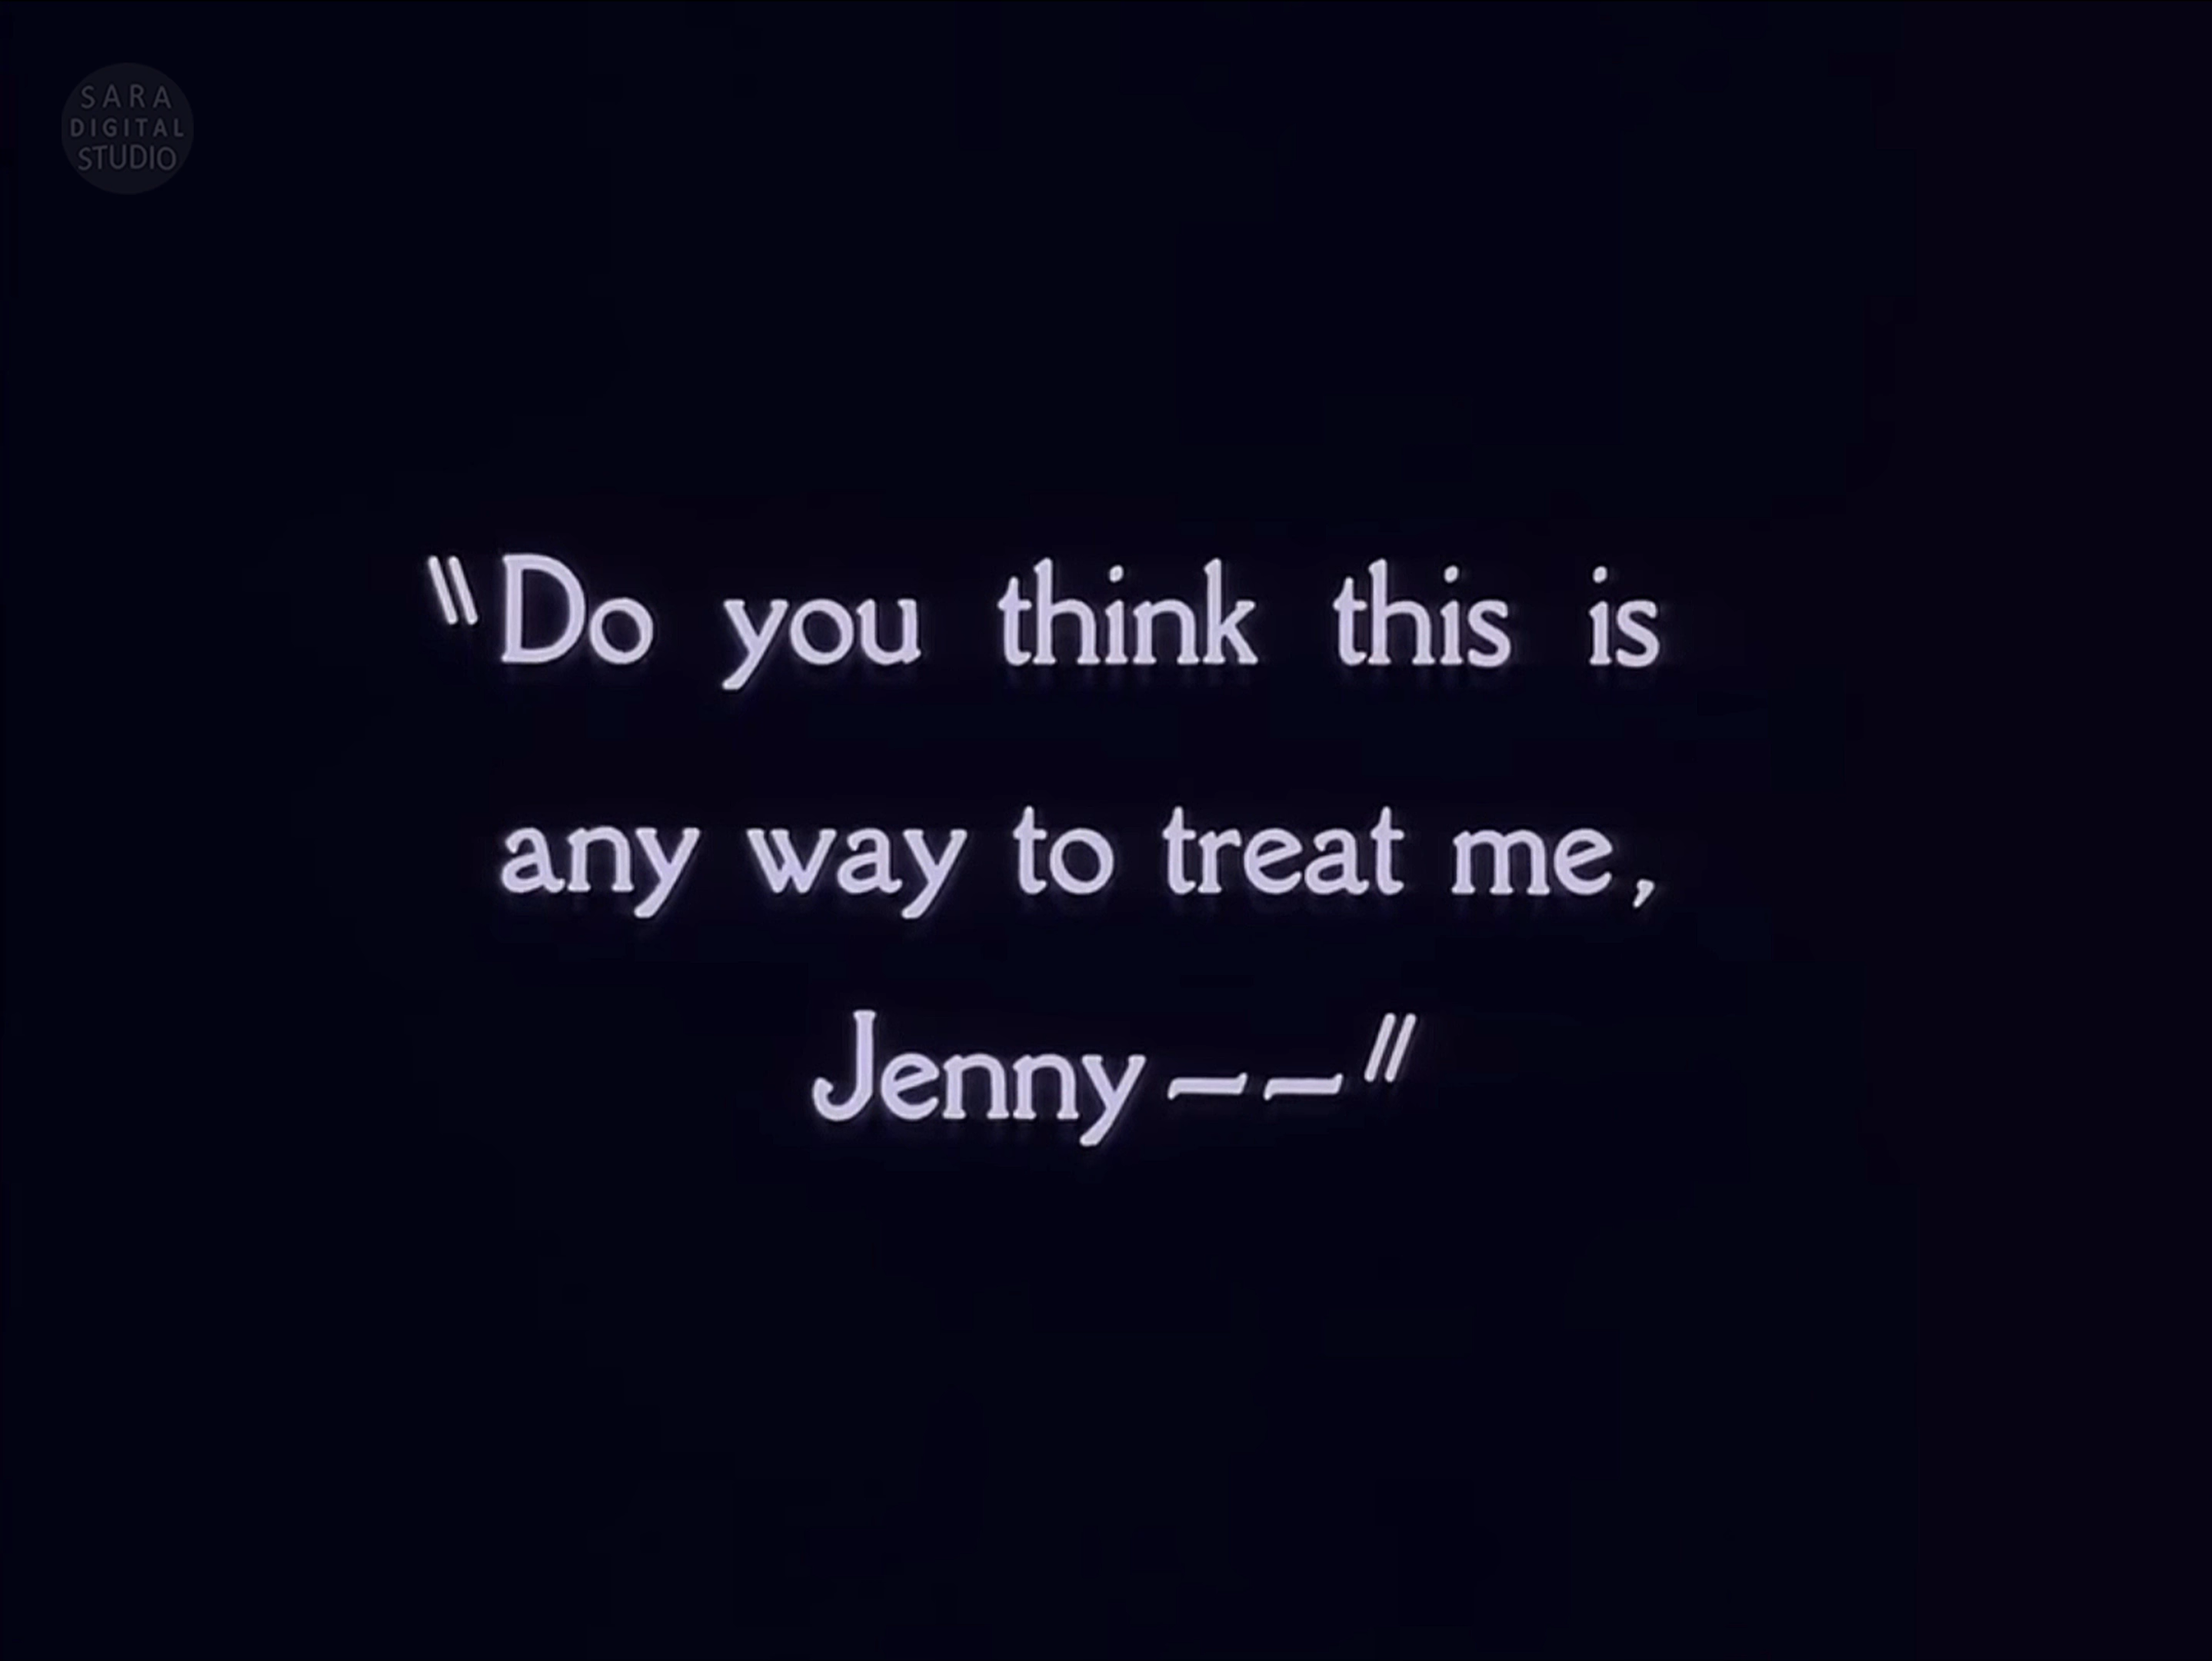 SARA
DIGITAL
STUDIO
"Do you think this is
any way to treat me,
Jenny——"